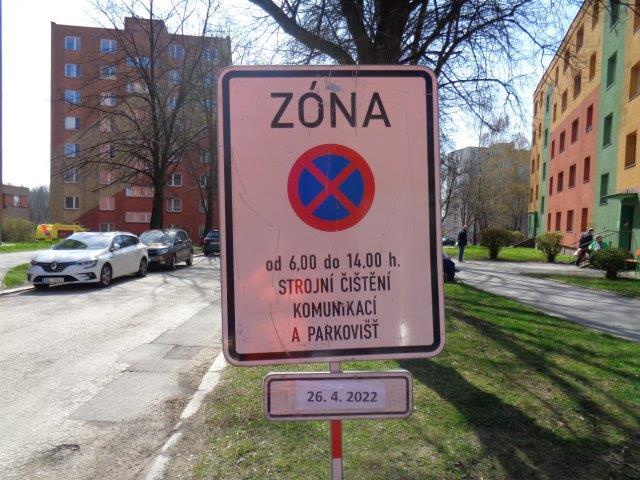 ZÓNA
od 6,00 do 14,00 h.
STROJNÍ ČIŠTĚNÍ
KOMUNIKACÍ
A PARKOVIŠŤ
26. 4. 2022